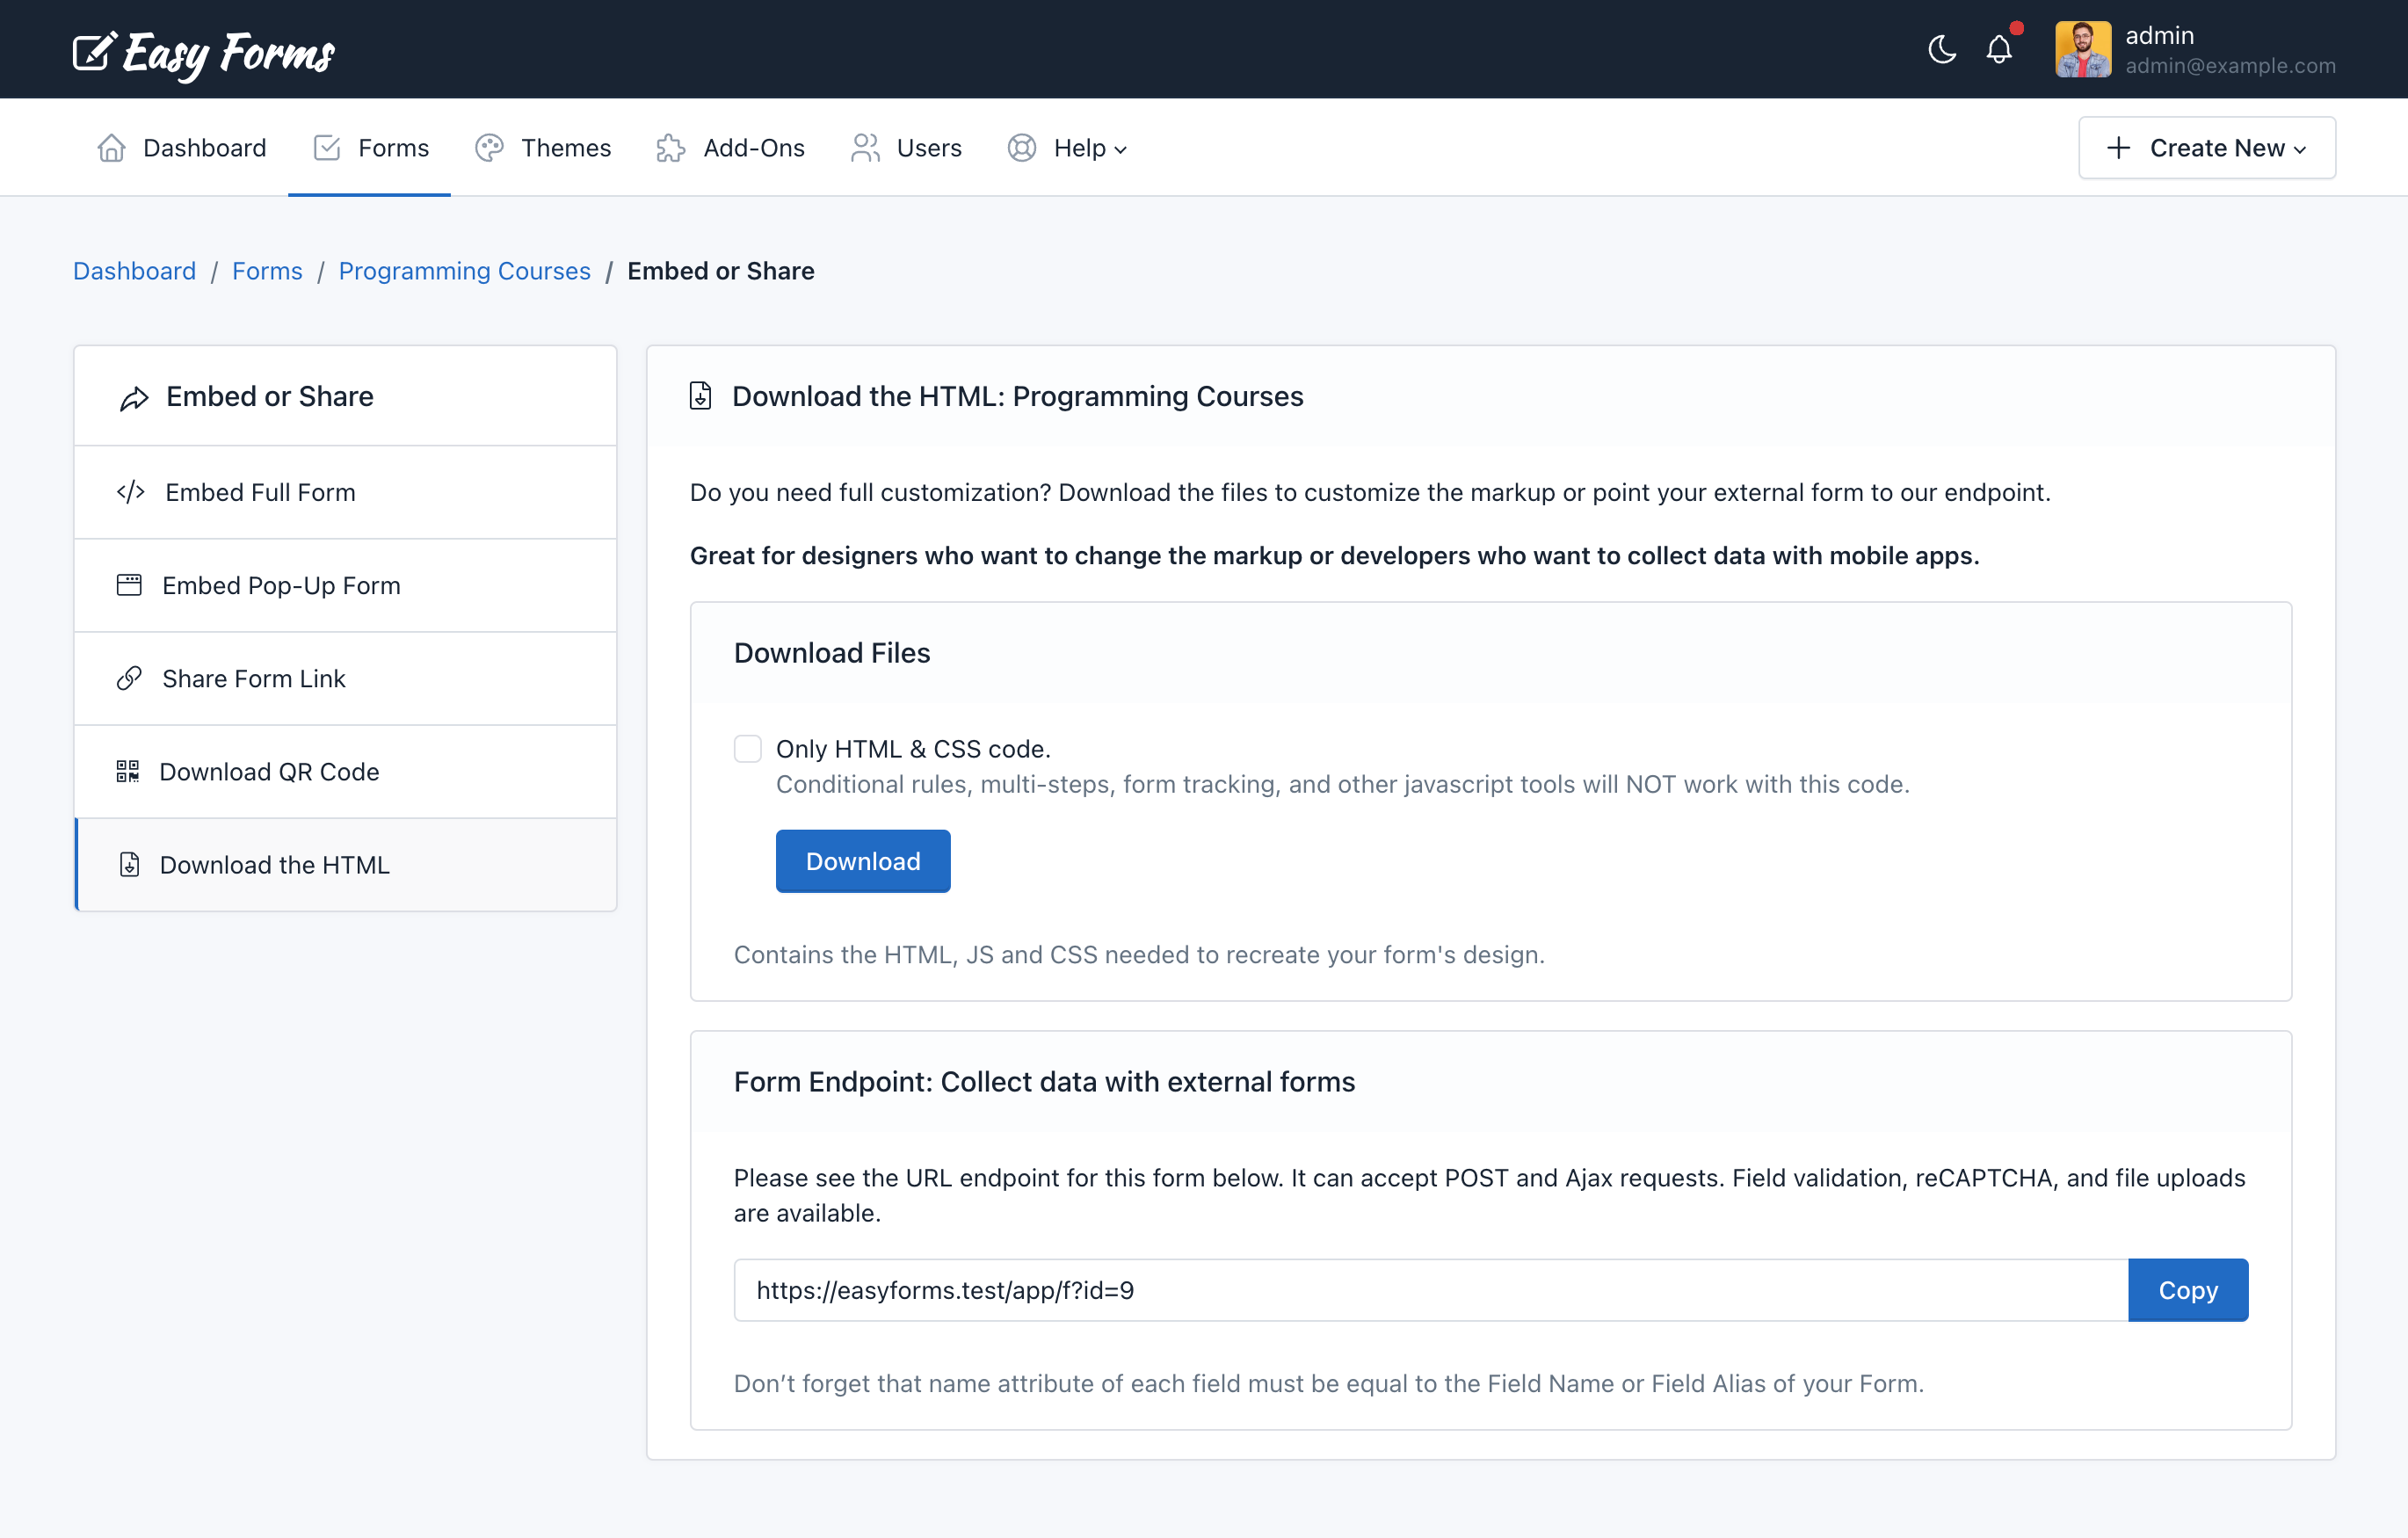 Easy Forms
admin
admin@example.com
Dashboard
Forms
Themes
Add-Ons
Users
Help
Create New
Dashboard / Forms / Programming Courses / Embed or Share
Embed or Share
Embed Full Form
Embed Pop-Up Form
Share Form Link
Download QR Code
Download the HTML
Download the HTML: Programming Courses
Do you need full customization? Download the files to customize the markup or point your external form to our endpoint.
Great for designers who want to change the markup or developers who want to collect data with mobile apps.
Download Files
Only HTML & CSS code.
Conditional rules, multi-steps, form tracking, and other javascript tools will NOT work with this code.
Download
Contains the HTML, JS and CSS needed to recreate your form's design.
Form Endpoint: Collect data with external forms
Please see the URL endpoint for this form below. It can accept POST and Ajax requests. Field validation, reCAPTCHA, and file uploads
are available.
https://easyforms.test/app/f?id=9
Copy
Don’t forget that name attribute of each field must be equal to the Field Name or Field Alias of your Form.